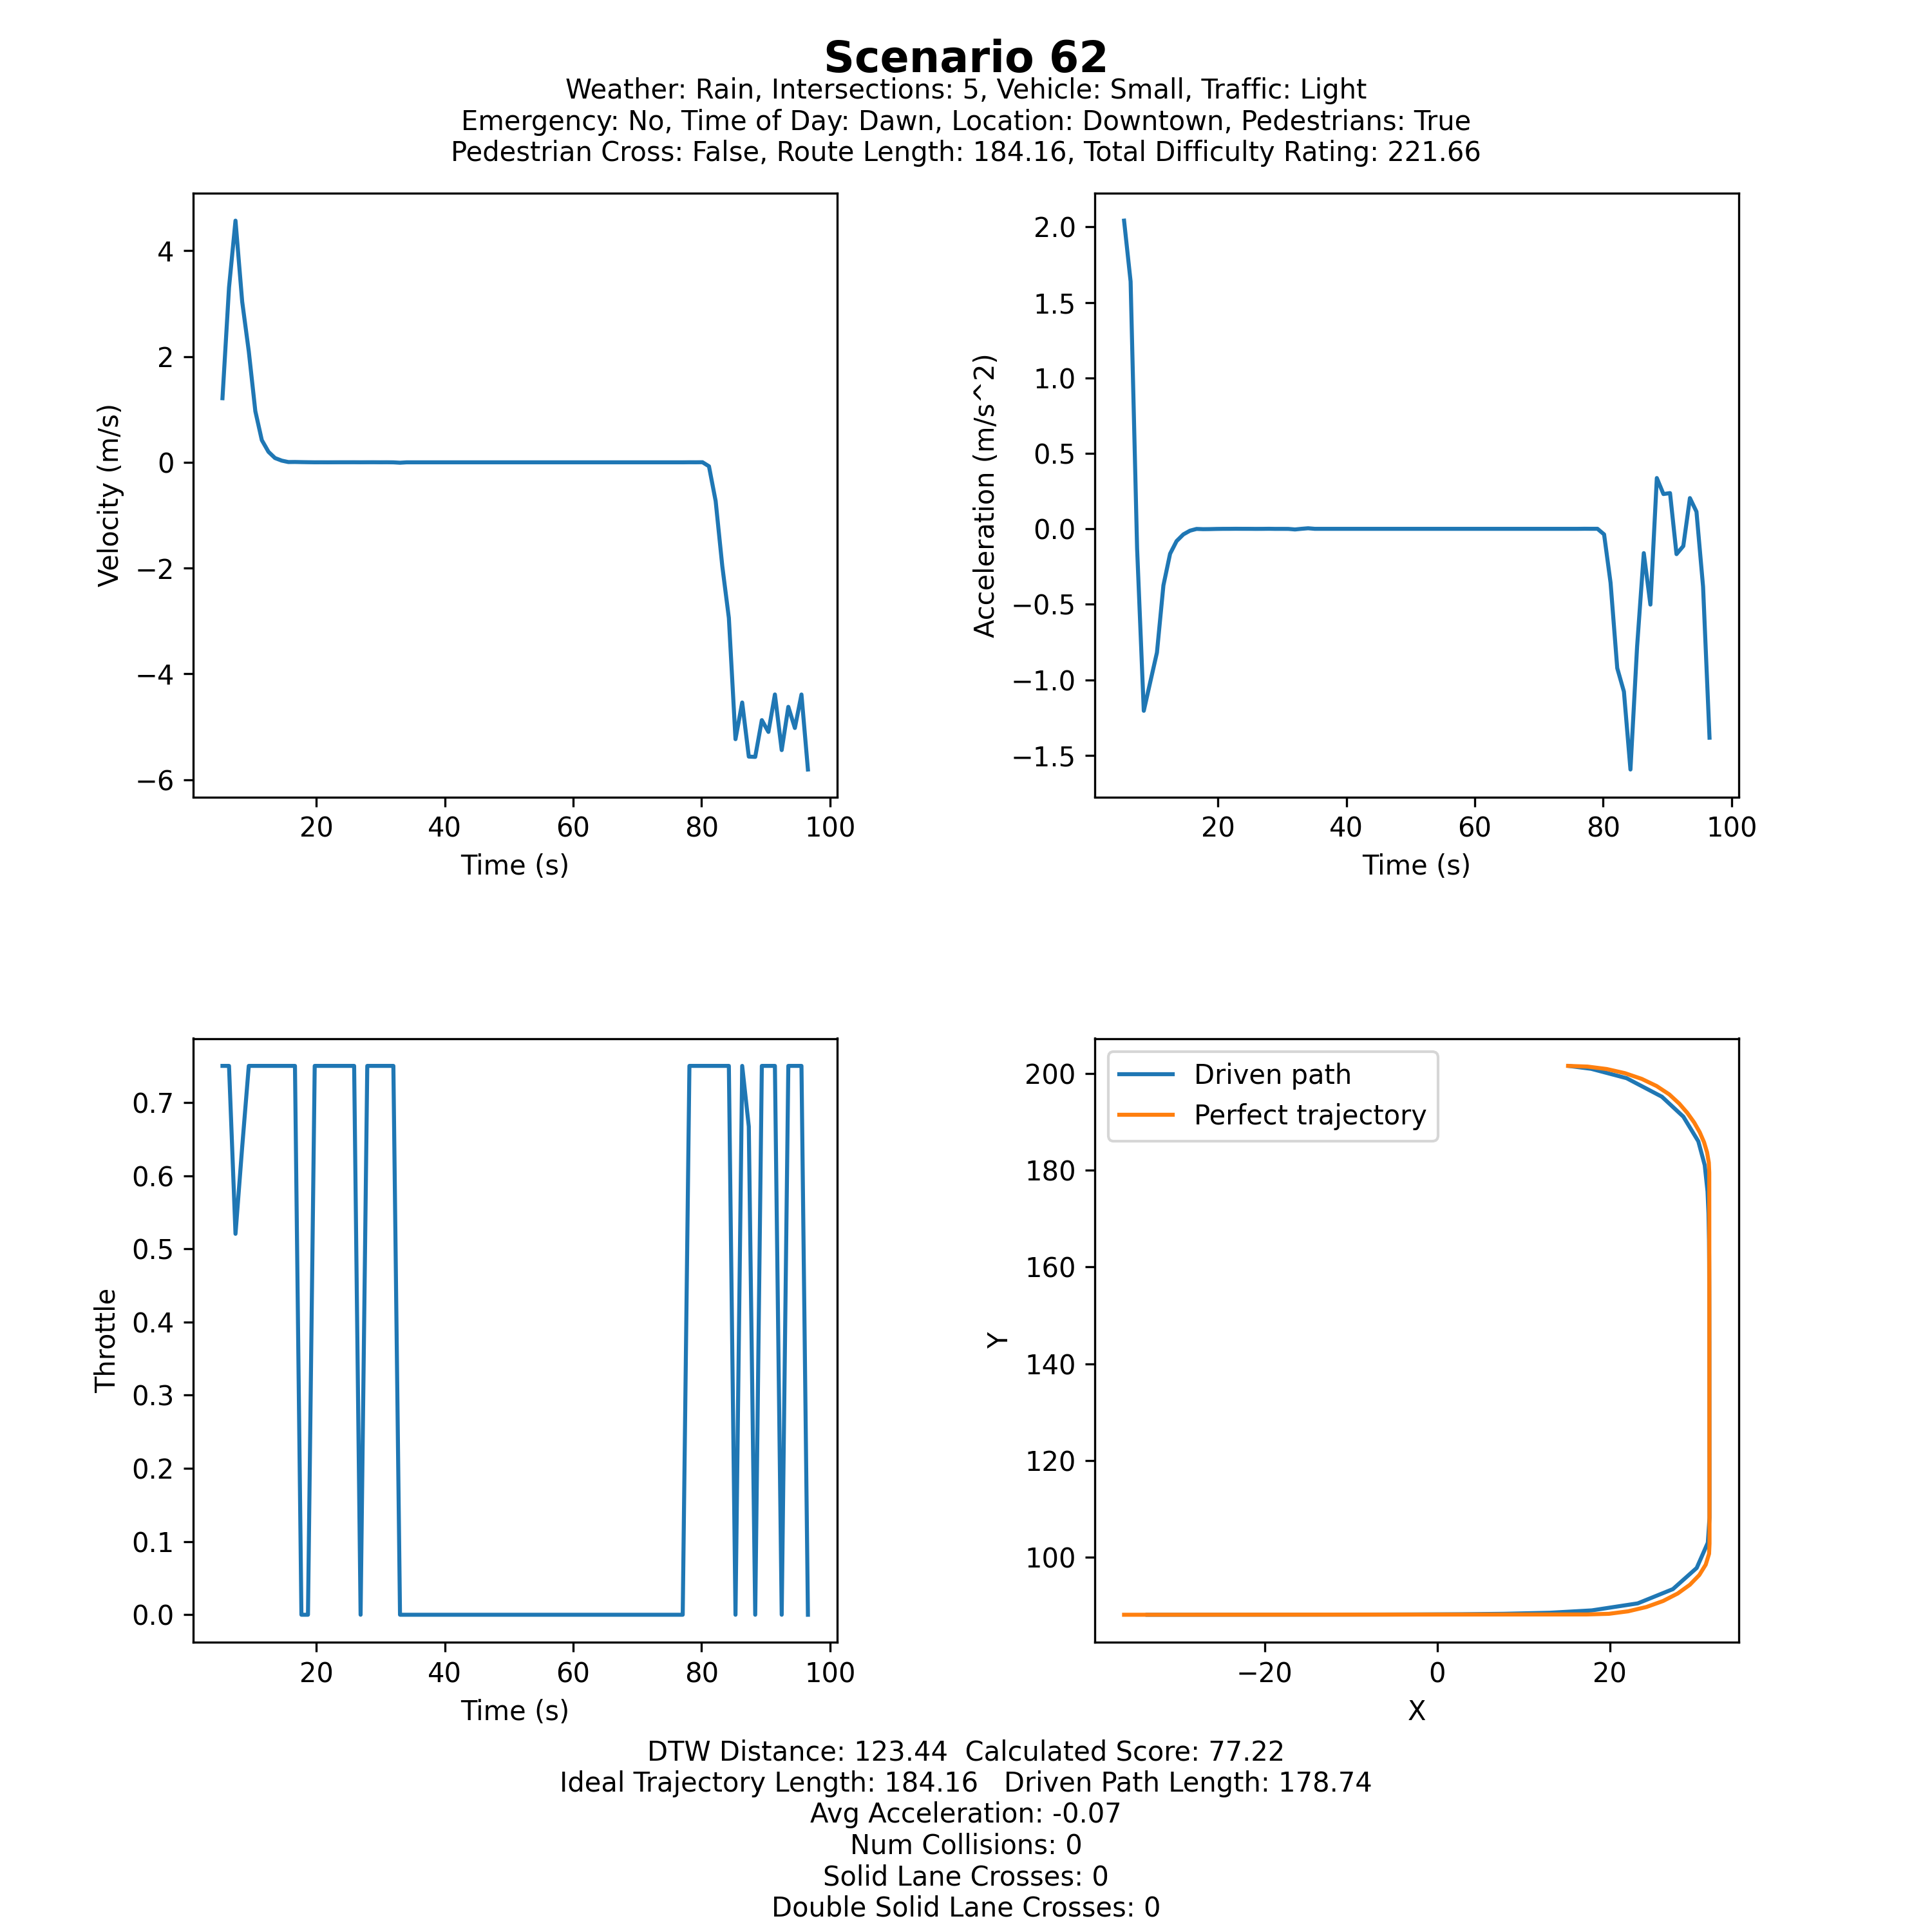 Scenario 62
Weather: Rain, Intersections: 5, Vehicle: Small, Traffic: Light
Emergency: No, Time of Day: Dawn, Location: Downtown, Pedestrians: True
Pedestrian Cross: False, Route Length: 184.16, Total Difficulty Rating: 221.66
4
2
0
−2
−4
−6
Velocity (m/s)
20 40 60 80 100
Time (s)
2.0
1.5
1.0
0.5
0.0
−0.5
−1.0
−1.5
Acceleration (m/s^2)
20 40 60 80 100
Time (s)
0.7
0.6
0.5
0.4
0.3
0.2
0.1
0.0
Throttle
20 40 60 80 100
Time (s)
Driven path
Perfect trajectory
200
180
160
140
120
100
Y
−20 0 20
X
DTW Distance: 123.44  Calculated Score: 77.22
Ideal Trajectory Length: 184.16   Driven Path Length: 178.74
Avg Acceleration: -0.07
Num Collisions: 0
Solid Lane Crosses: 0
Double Solid Lane Crosses: 0